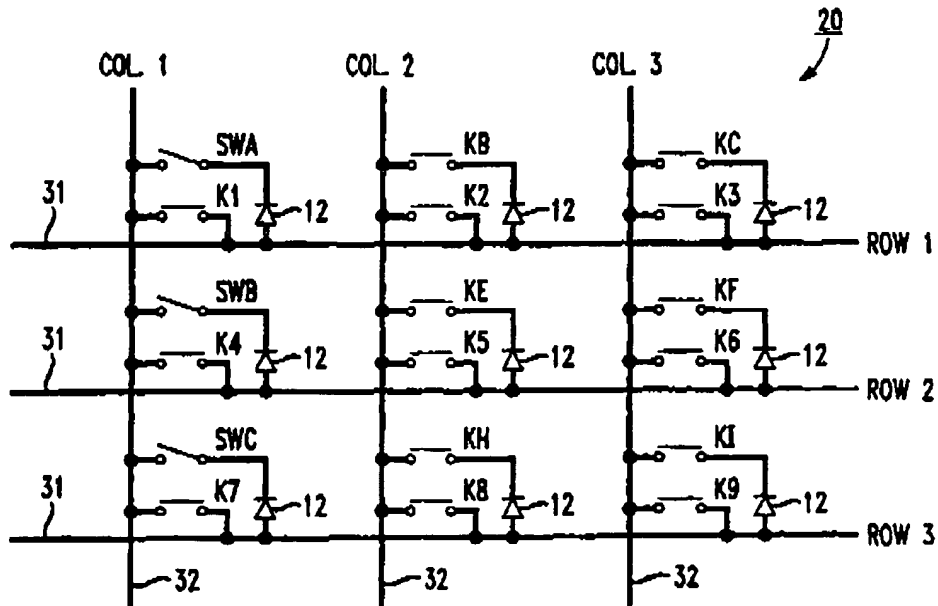 20
COL. 1 COL. 2 COL. 3
SWA KB KC
31 K1 12 K2 12 K3 12
ROW 1
SWB KE KF
31 K4 12 K5 12 K6 12
ROW 2
SWC KH KI
31 K7 12 K8 12 K9 12
ROW 3
32 32 32